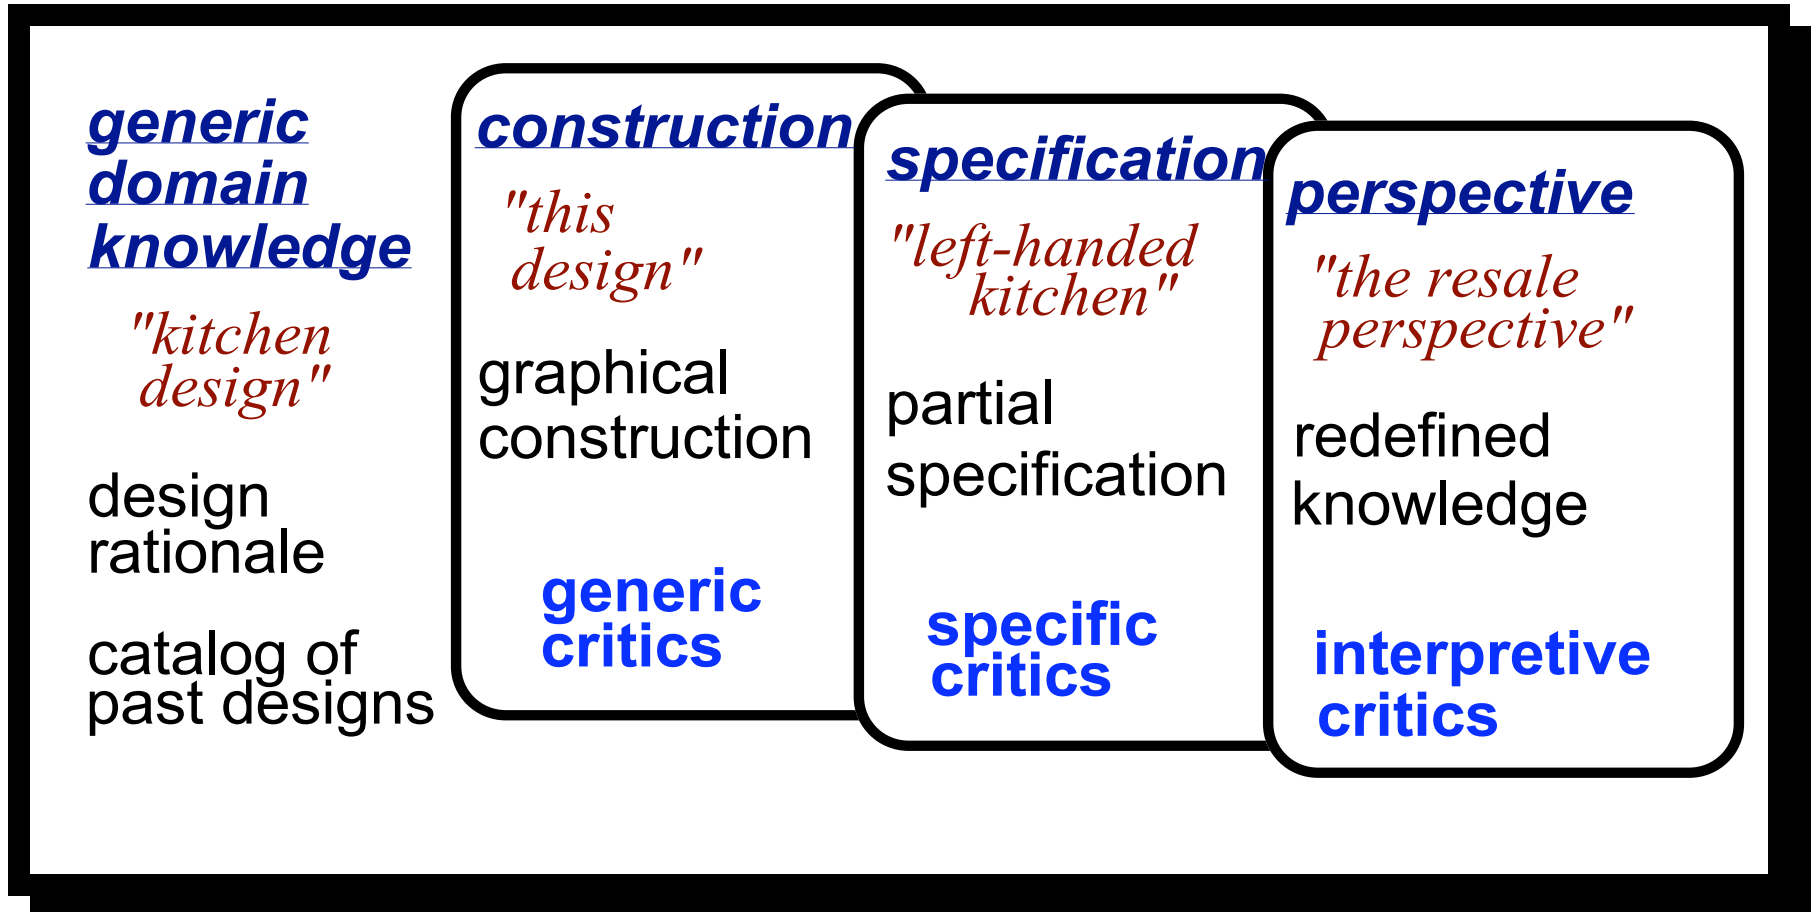 generic
domain
knowledge
"kitchen
design"
design
rationale
catalog of
past designs
construction
"this
design"
graphical
construction
generic
critics
specification
"left-handed
kitchen"
partial
specification
specific
critics
perspective
"the resale
perspective"
redefined
knowledge
interpretive
critics